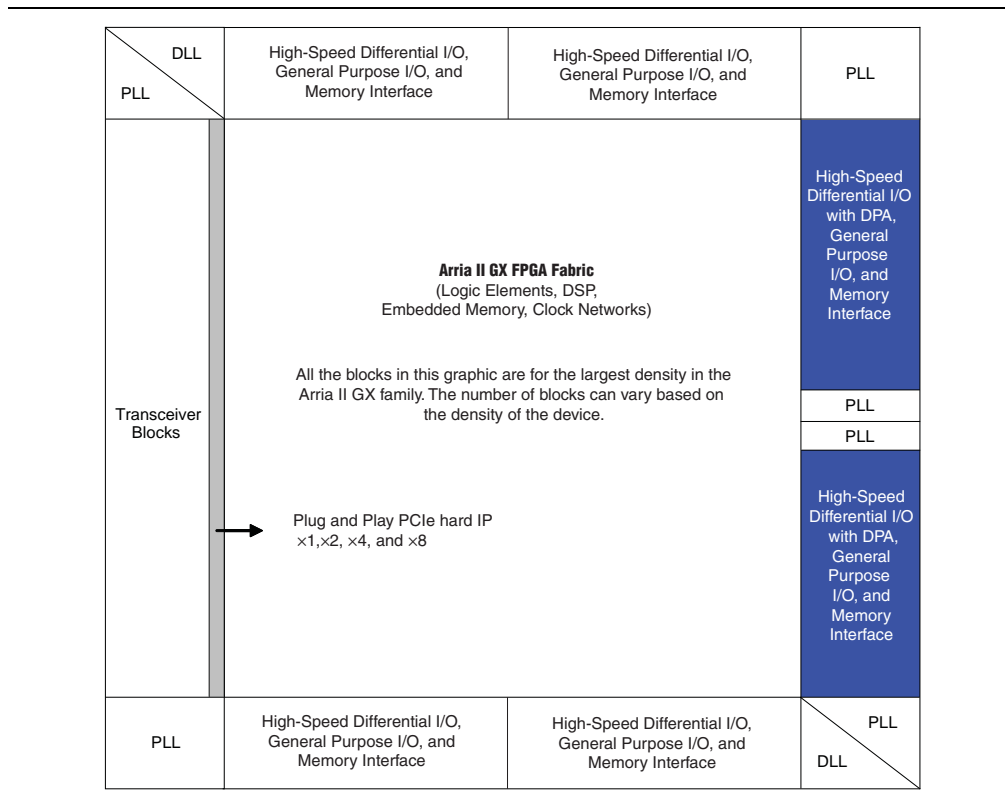 DLL
PLL
High-Speed Differential I/O,
General Purpose I/O, and
Memory Interface
High-Speed Differential I/O,
General Purpose I/O, and
Memory Interface
PLL
Transceiver
Blocks
Arria II GX FPGA Fabric
(Logic Elements, DSP,
Embedded Memory, Clock Networks)
All the blocks in this graphic are for the largest density in the
Arria II GX family. The number of blocks can vary based on
the density of the device.
Plug and Play PCIe hard IP
×1,×2, ×4, and ×8
High-Speed
Differential I/O
with DPA,
General
Purpose
I/O, and
Memory
Interface
PLL
PLL
High-Speed
Differential I/O
with DPA,
General
Purpose
I/O, and
Memory
Interface
PLL
High-Speed Differential I/O,
General Purpose I/O, and
Memory Interface
High-Speed Differential I/O,
General Purpose I/O, and
Memory Interface
PLL
DLL